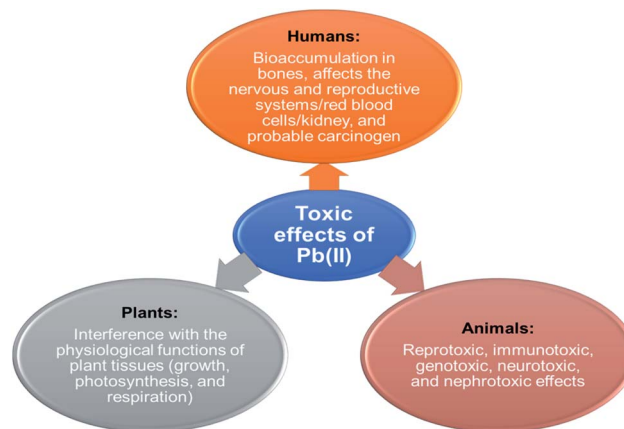 Humans:
Bioaccumulation in
bones, affects the
nervous and reproductive
systems/red blood
cells/kidney, and
probable carcinogen
Toxic
effects of
Pb(II)
Plants:
Interference with the
physiological functions of
plant tissues (growth,
photosynthesis, and
respiration)
Animals:
Reprotoxic, immunotoxic,
genotoxic, neurotoxic,
and nephrotoxic effects